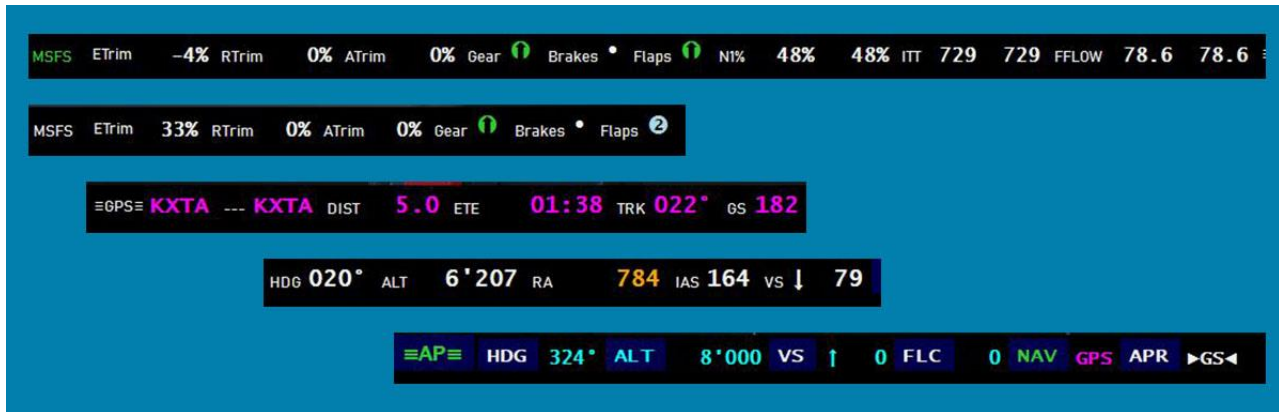 MSFS ETrim -4% RTrim 0% ATrim 0% Gear Brakes Flaps N1% 48% 48% ITT 729 729 FFLOW 78.6 78.6
MSFS ETrim 33% RTrim 0% ATrim 0% Gear Brakes Flaps 2
≡GPS≡ KXTA --- KXTA DIST 5.0 ETE 01:38 TRK 022° GS 182
HDG 020° ALT 6'207 RA 784 IAS 164 VS ↓ 79
≡AP≡ HDG 324° ALT 8'000 VS ↑ 0 FLC 0 NAV GPS APR ►GS◄